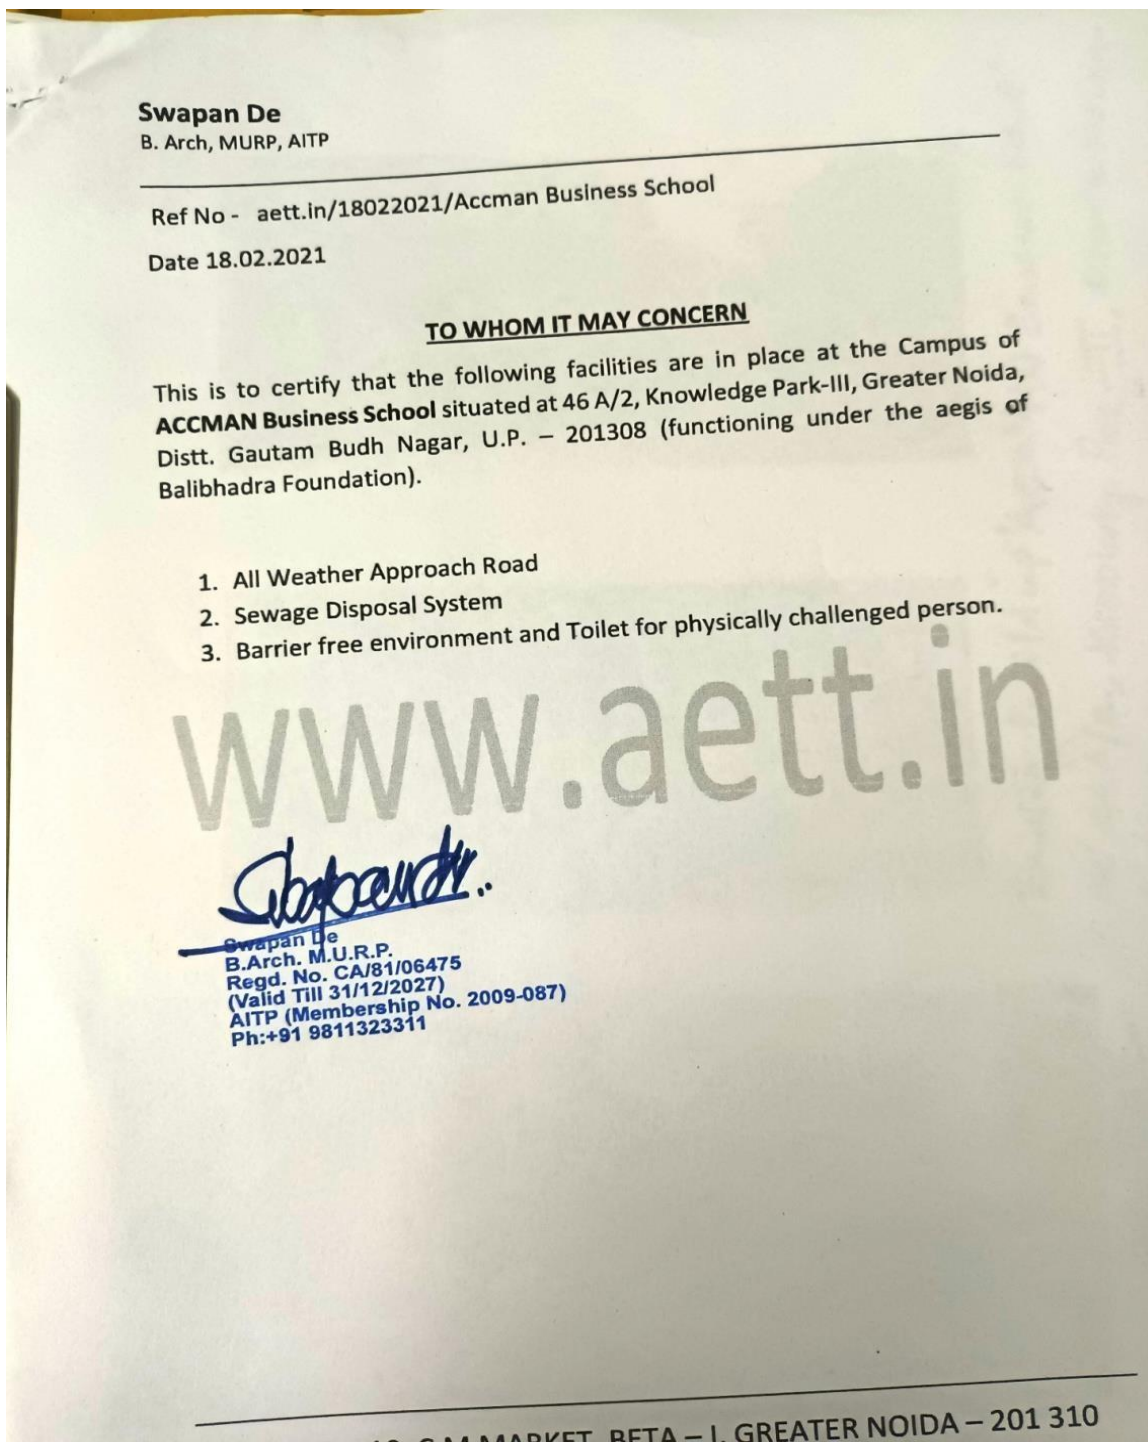 Swapan De
B. Arch, MURP, AITP
Ref No - aett.in/18022021/Accman Business School
Date 18.02.2021
TO WHOM IT MAY CONCERN
This is to certify that the following facilities are in place at the Campus of
ACCMAN Business School situated at 46 A/2, Knowledge Park-III, Greater Noida,
Distt. Gautam Budh Nagar, U.P. – 201308 (functioning under the aegis of
Balibhadra Foundation).
1. All Weather Approach Road
2. Sewage Disposal System
3. Barrier free environment and Toilet for physically challenged person.
www.aett.in
Swapan De
B.Arch. M.U.R.P.
Regd. No. CA/81/06475
(Valid Till 31/12/2027)
AITP (Membership No. 2009-087)
Ph:+91 9811323311
MARKET, BETA – I, GREATER NOIDA – 201 310